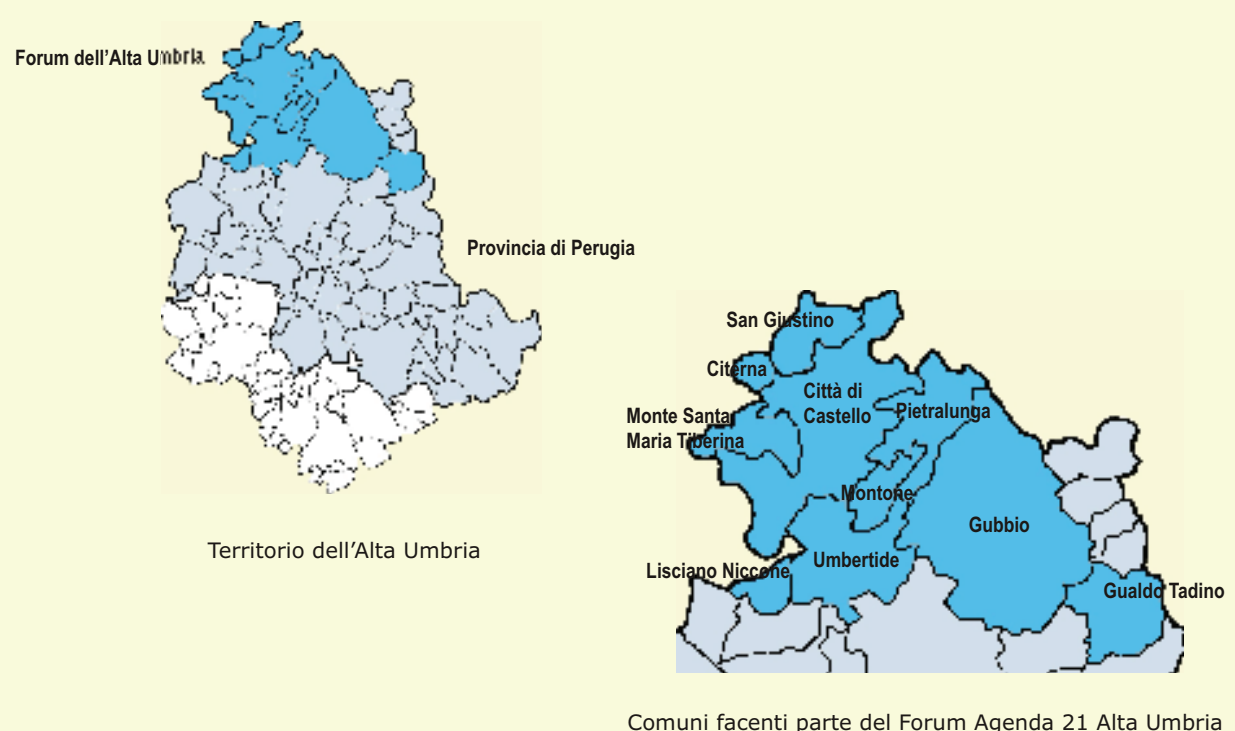 Forum dell'Alta Umbria
Provincia di Perugia
Territorio dell'Alta Umbria
San Giustino
Citerna
Città di
Castello
Pietralunga
Monte Santa
Maria Tiberina
Montone
Gubbio
Umbertide
Lisciano Niccone
Gualdo Tadino
Comuni facenti parte del Forum Agenda 21 Alta Umbria